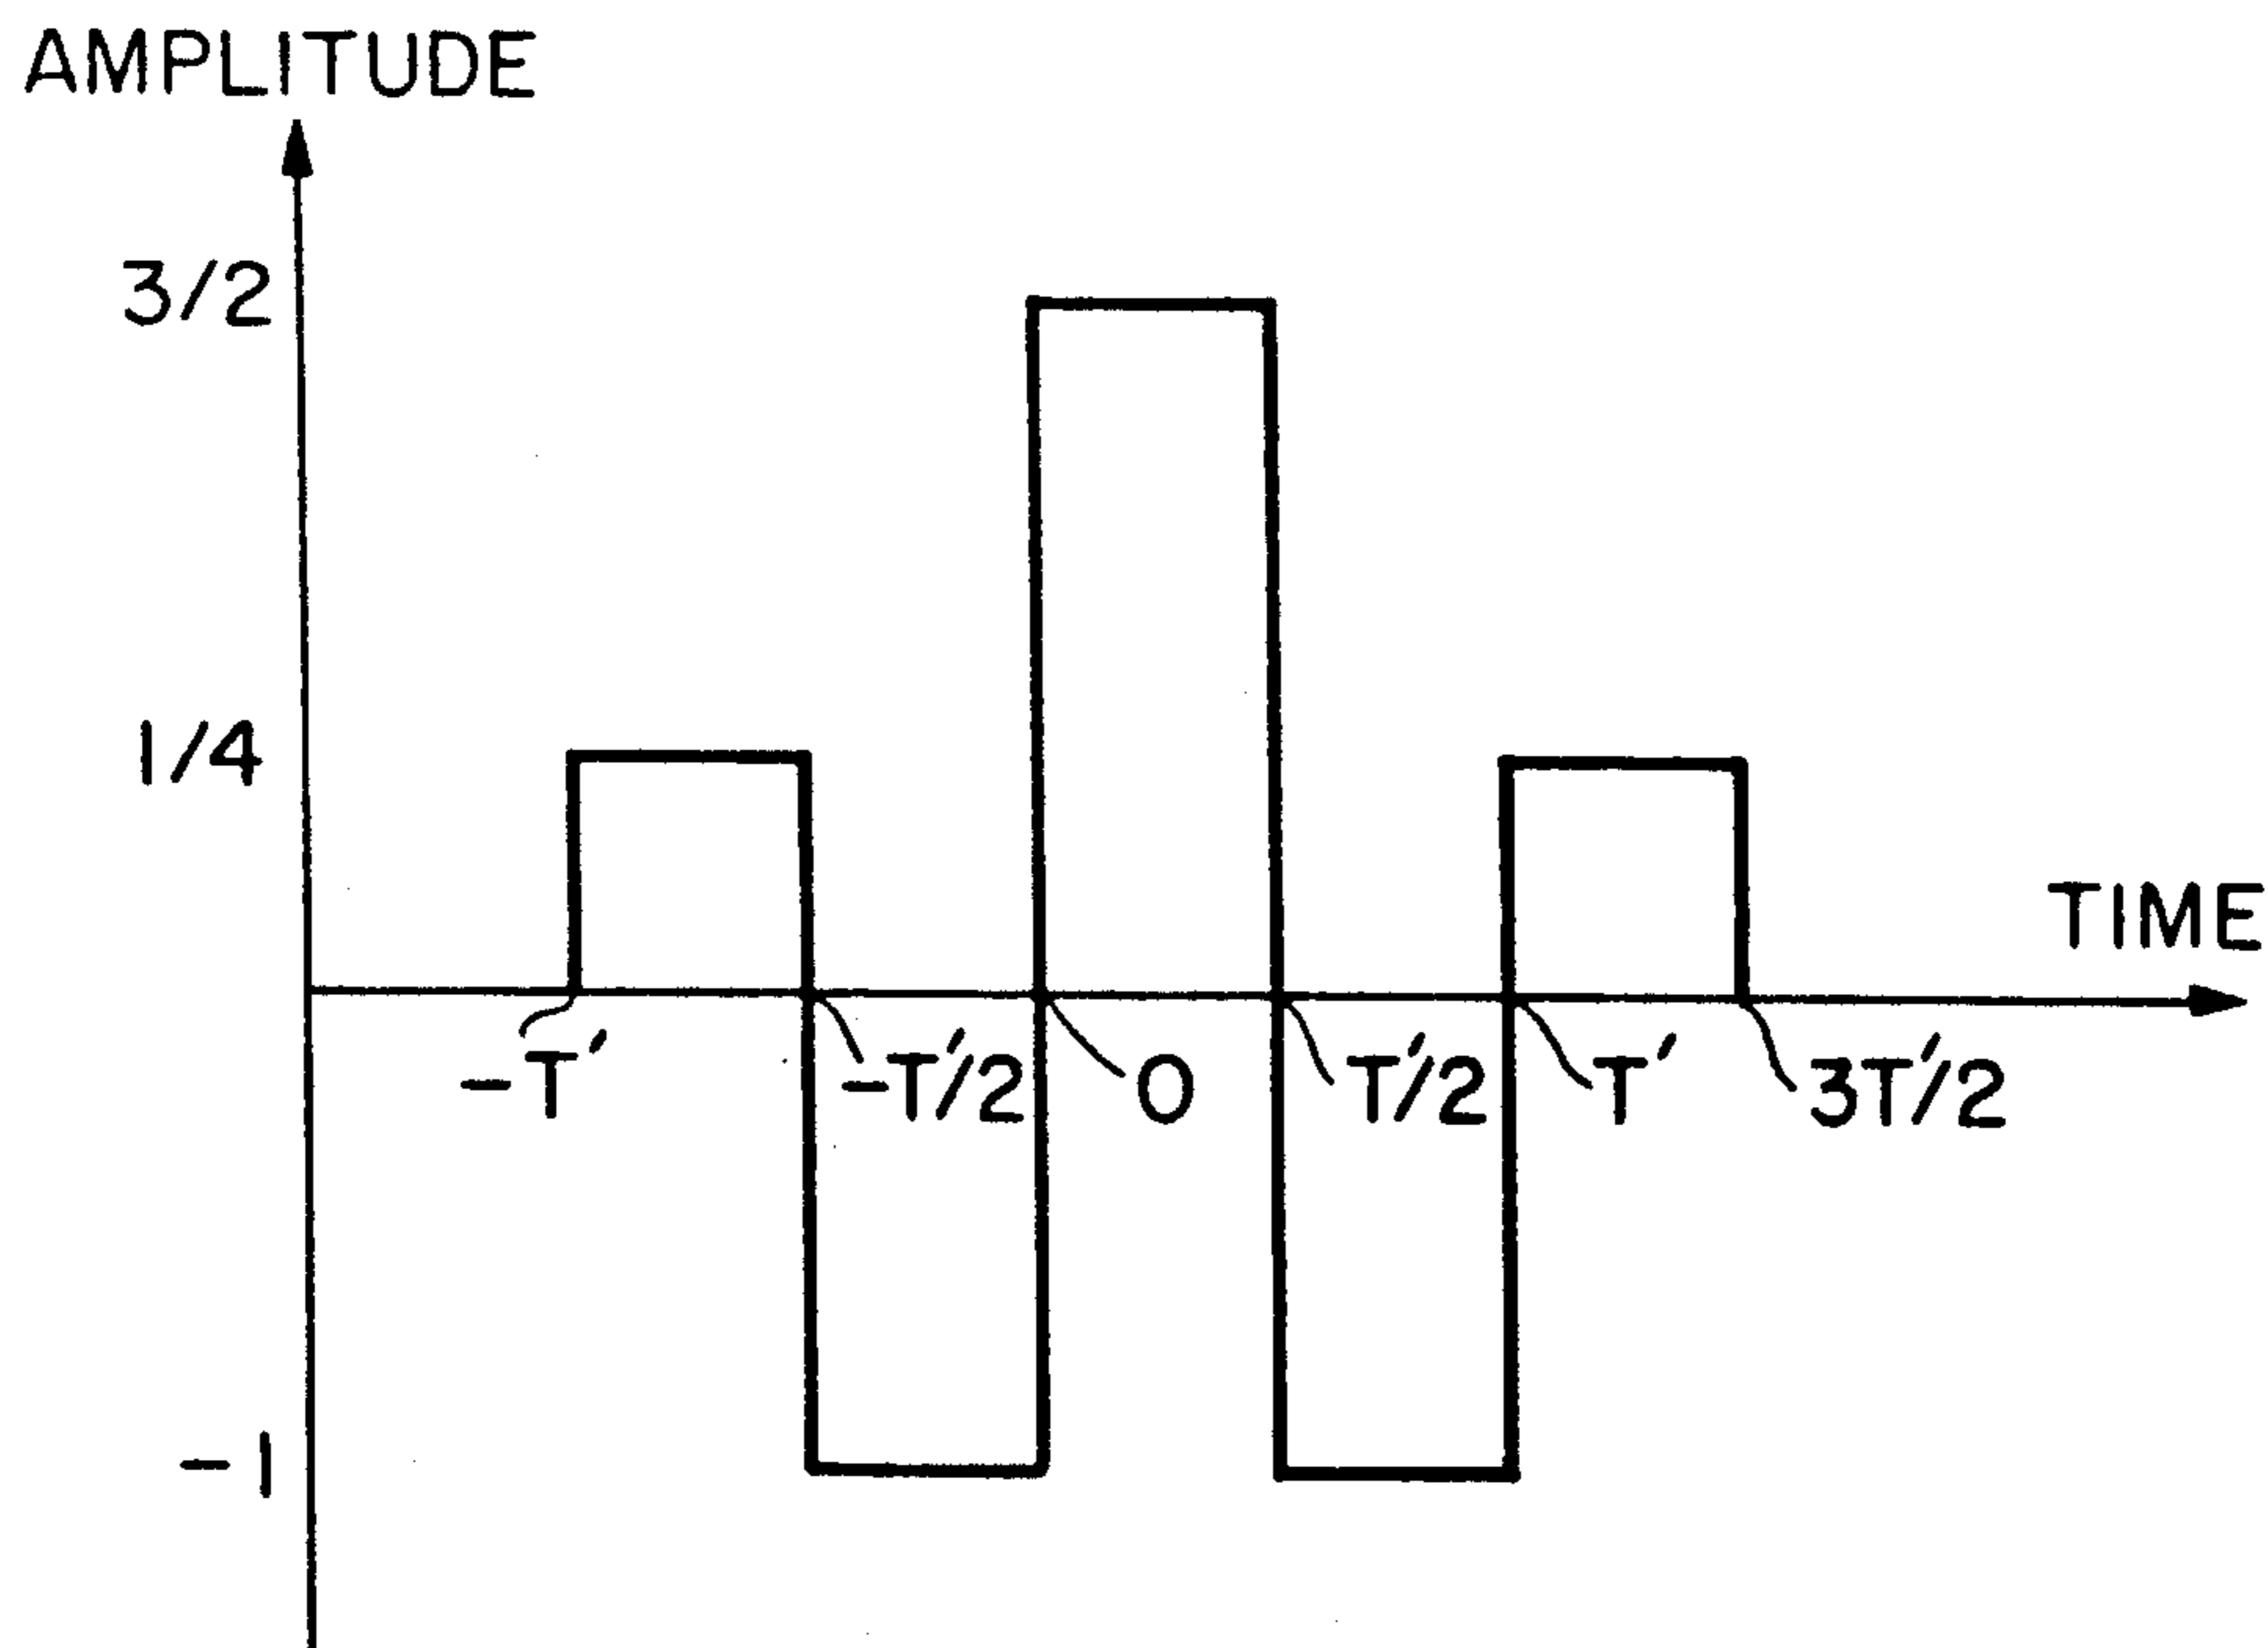 AMPLITUDE
3/2
1/4
TIME
-T′ -T′/2 0 T′/2 T′ 3T′/2
-1